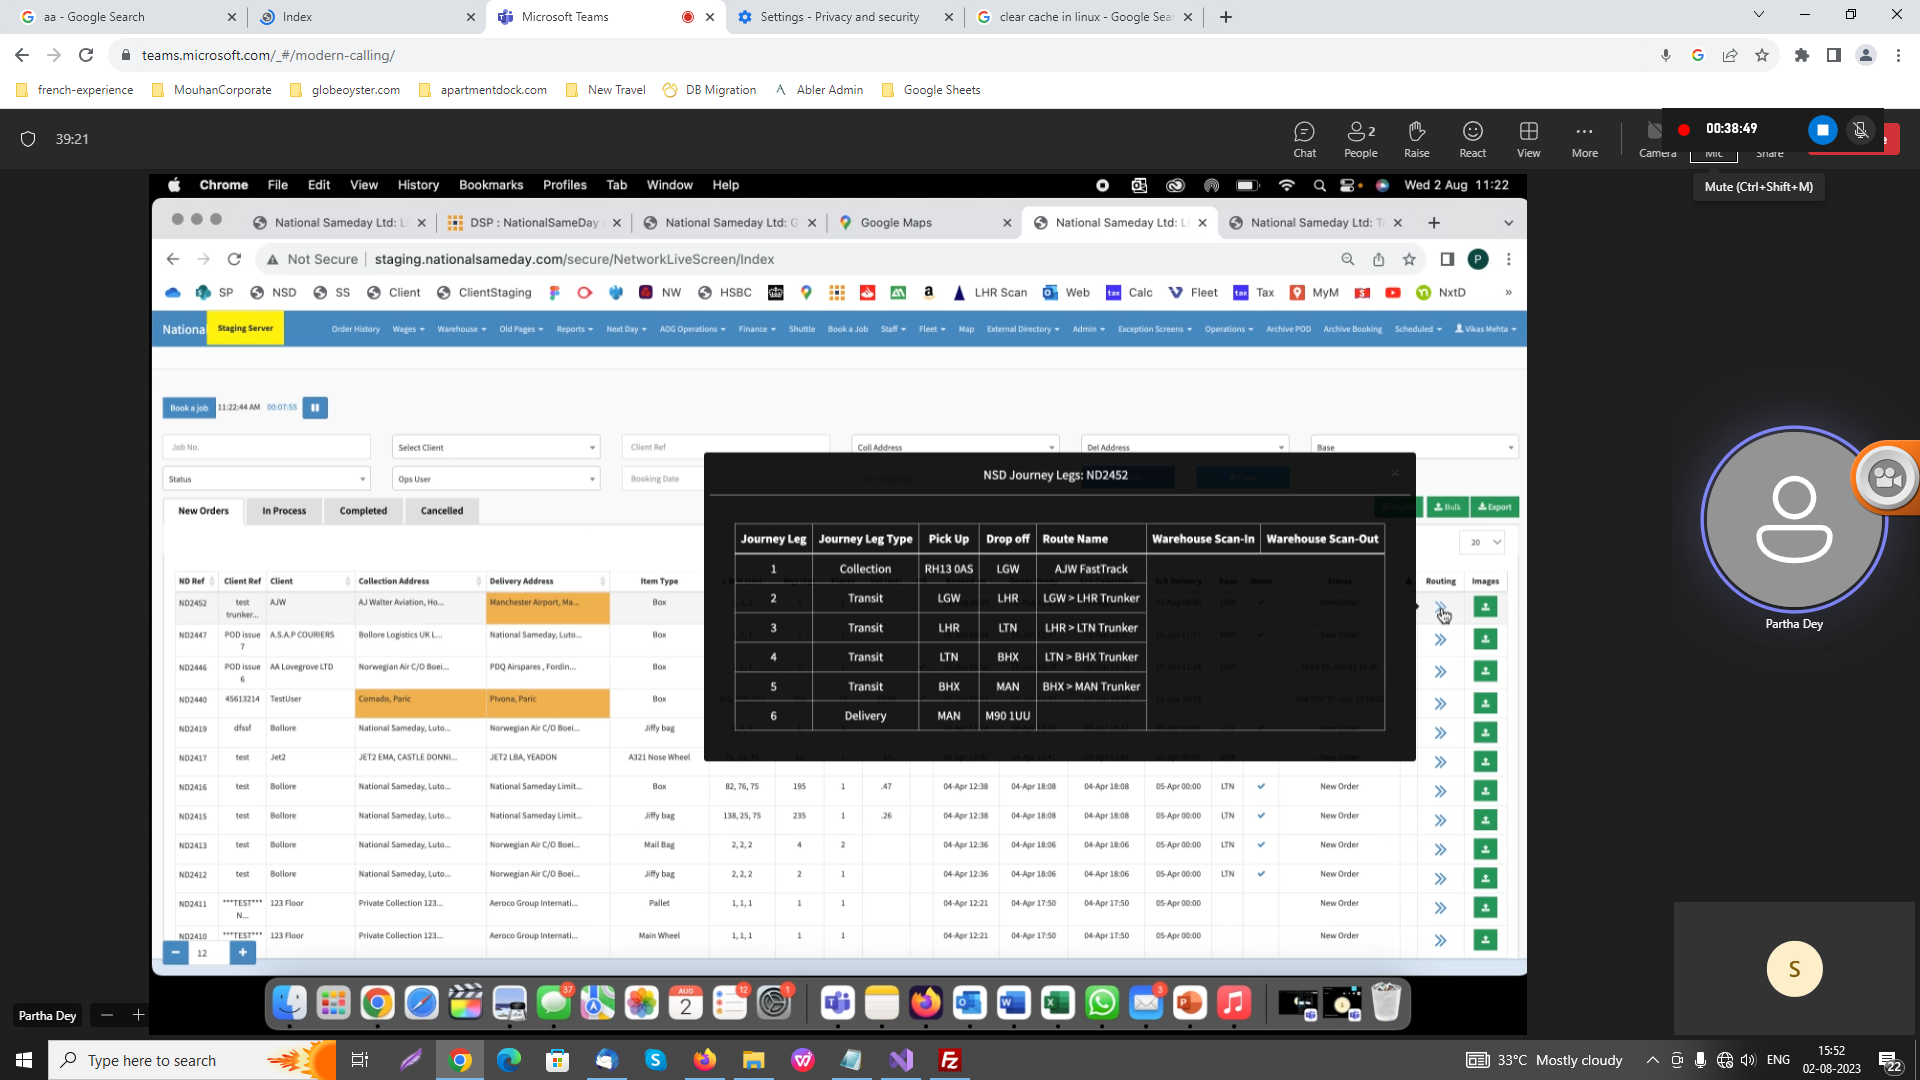 aa - Google Search
Index
Microsoft Teams
Settings - Privacy and security
clear cache in linux - Google Sea
teams.microsoft.com/_#/modern-calling/
french-experience MouhanCorporate globeoyster.com apartmentdock.com New Travel DB Migration Abler Admin Google Sheets
39:21
Chat People 2 Raise React View More Camera Mic Share
00:38:49
Mute (Ctrl+Shift+M)
Chrome File Edit View History Bookmarks Profiles Tab Window Help
Wed 2 Aug 11:22
National Sameday Ltd: L DSP : NationalSameDay National Sameday Ltd: G Google Maps National Sameday Ltd: L National Sameday Ltd: T
Not Secure staging.nationalsameday.com/secure/NetworkLiveScreen/Index
SP NSD SS Client ClientStaging NW HSBC LHR Scan Web Calc Fleet Tax MyM NxtD »
National Staging Server Order History Wages Warehouse Old Pages Reports Next Day AOG Operations Finance Shuttle Book a Job Staff Fleet Map External Directory Admin Exception Screens Operations Archive POD Archive Booking Scheduled Vikas Mehta
Book a job 11:22:44 AM 00:07:55
Job No. Select Client Client Ref Coll Address Del Address Base
Status Ops User Booking Date
New Orders In Process Completed Cancelled
Bulk Export
20
NSD Journey Legs: ND2452
Journey Leg Journey Leg Type Pick Up Drop off Route Name Warehouse Scan-In Warehouse Scan-Out
1 Collection RH13 0AS LGW AJW FastTrack
2 Transit LGW LHR LGW > LHR Trunker
3 Transit LHR LTN LHR > LTN Trunker
4 Transit LTN BHX LTN > BHX Trunker
5 Transit BHX MAN BHX > MAN Trunker
6 Delivery MAN M90 1UU
ND Ref Client Ref Client Collection Address Delivery Address Item Type Routing Images
ND2452 test trunker... AJW AJ Walter Aviation, Ho... Manchester Airport, Ma... Box
ND2447 POD issue 7 A.S.A.P COURIERS Bollore Logistics UK L... National Sameday, Luto... Box
ND2446 POD issue 6 AA Lovegrove LTD Norwegian Air C/O Boei... PDQ Airspares , Fordin... Box
ND2440 45613214 TestUser Comado, Paric Pivona, Paric Box
ND2419 dfssf Bollore National Sameday, Luto... Norwegian Air C/O Boei... Jiffy bag
ND2417 test Jet2 JET2 EMA, CASTLE DONNI... JET2 LBA, YEADON A321 Nose Wheel
ND2416 test Bollore National Sameday, Luto... National Sameday Limit... Box 82, 76, 75 195 1 .47 04-Apr 12:38 04-Apr 18:08 04-Apr 18:08 05-Apr 00:00 LTN New Order
ND2415 test Bollore National Sameday, Luto... National Sameday Limit... Jiffy bag 138, 25, 75 235 1 .26 04-Apr 12:38 04-Apr 18:08 04-Apr 18:08 05-Apr 00:00 LTN New Order
ND2413 test Bollore National Sameday, Luto... Norwegian Air C/O Boei... Mail Bag 2, 2, 2 4 2 04-Apr 12:36 04-Apr 18:06 04-Apr 18:06 05-Apr 00:00 LTN New Order
ND2412 test Bollore National Sameday, Luto... Norwegian Air C/O Boei... Jiffy bag 2, 2, 2 2 1 04-Apr 12:36 04-Apr 18:06 04-Apr 18:06 05-Apr 00:00 LTN New Order
ND2411 ***TEST*** N... 123 Floor Private Collection 123... Aeroco Group Internati... Pallet 1, 1, 1 1 1 04-Apr 12:21 04-Apr 17:50 04-Apr 17:50 05-Apr 00:00 New Order
ND2410 ***TEST*** 123 Floor Private Collection 123... Aeroco Group Internati... Main Wheel 1, 1, 1 1 1 04-Apr 12:21 04-Apr 17:50 04-Apr 17:50 05-Apr 00:00 New Order
12
Partha Dey
S
Partha Dey
37 AUG 2 12 1 3
Type here to search
33°C Mostly cloudy
ENG
15:52
02-08-2023
22